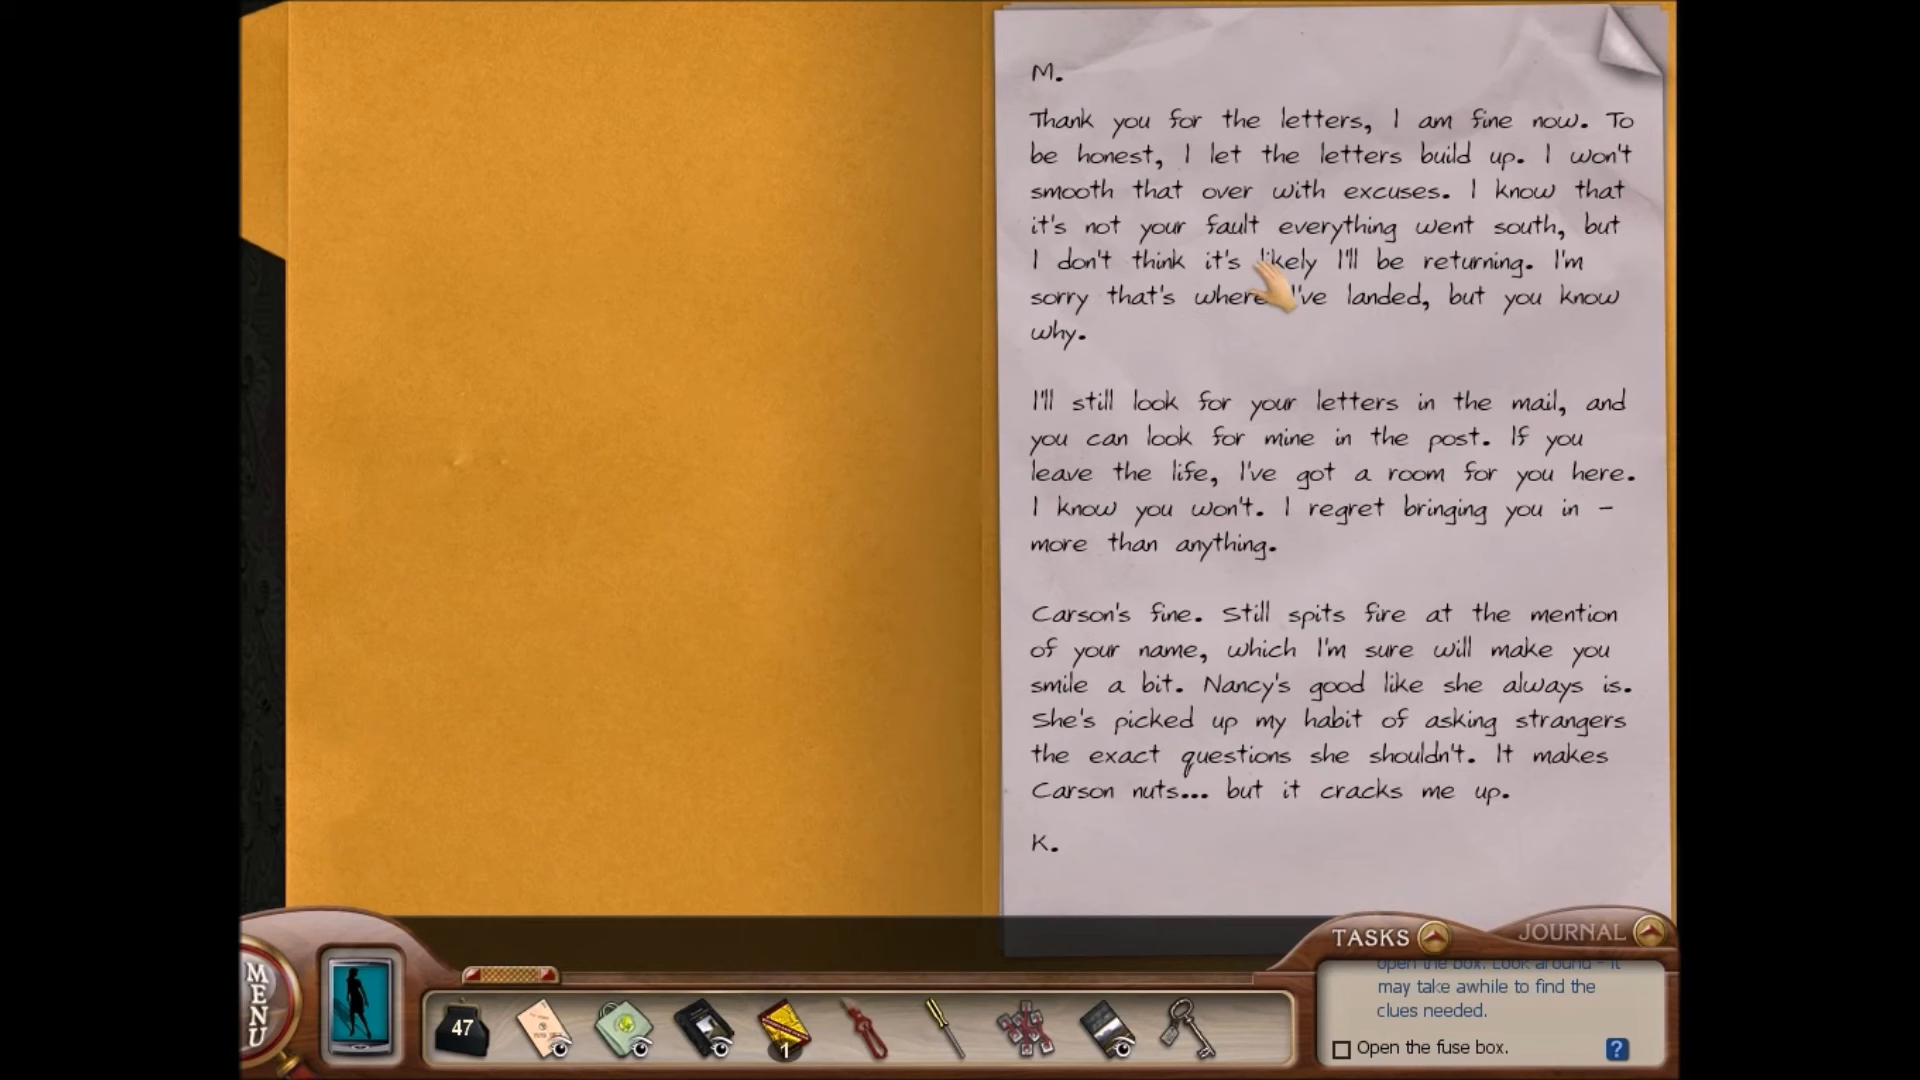 M.
Thank you for the letters, I am fine now. To
be honest, I let the letters build up. I won't
smooth that over with excuses. I know that
it's not your fault everything went south, but
I don't think it's likely I'll be returning. I'm
sorry that's where I've landed, but you know
why.
I'll still look for your letters in the mail, and
you can look for mine in the post. If you
leave the life, I've got a room for you here.
I know you won't. I regret bringing you in -
more than anything.
Carson's fine. Still spits fire at the mention
of your name, which I'm sure will make you
smile a bit. Nancy's good like she always is.
She's picked up my habit of asking strangers
the exact questions she shouldn't. It makes
Carson nuts... but it cracks me up.
K.
MENU
47
1
TASKS
JOURNAL
open the box. Look around - it
may take awhile to find the
clues needed.
Open the fuse box.
?